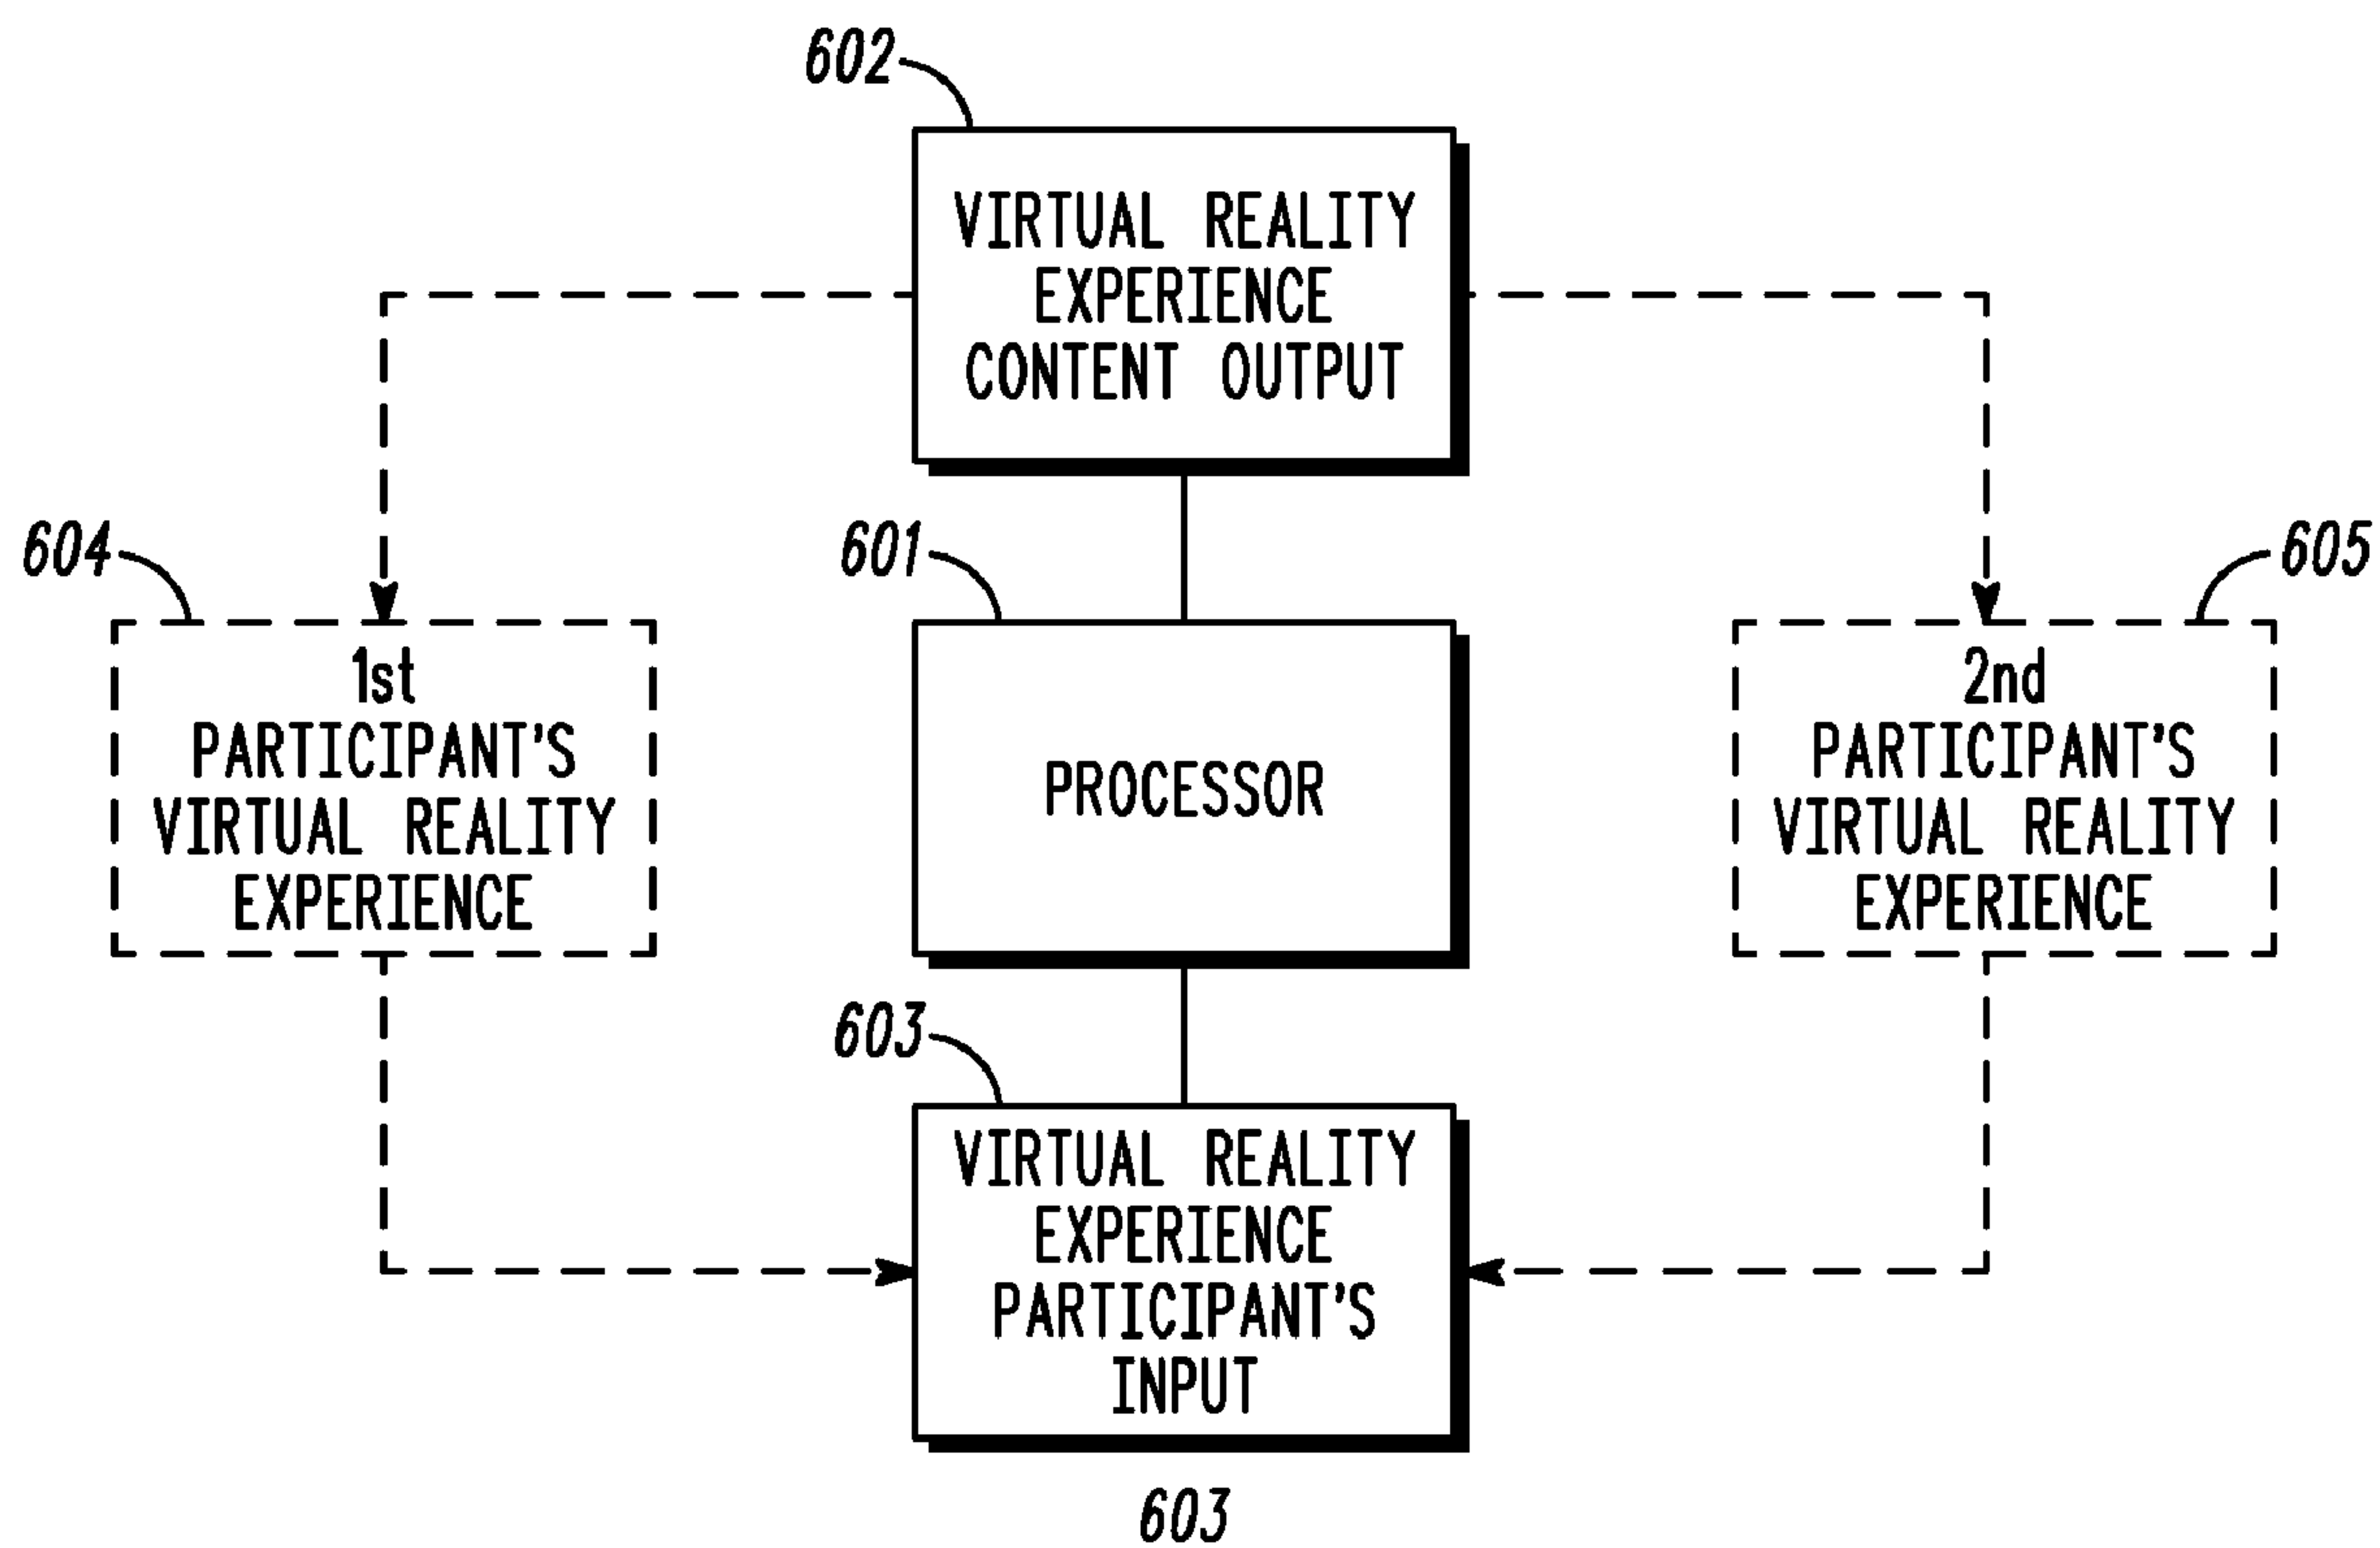 602
VIRTUAL REALITY
EXPERIENCE
CONTENT OUTPUT
604
601
605
1st
PARTICIPANT'S
VIRTUAL REALITY
EXPERIENCE
PROCESSOR
2nd
PARTICIPANT'S
VIRTUAL REALITY
EXPERIENCE
603
VIRTUAL REALITY
EXPERIENCE
PARTICIPANT'S
INPUT
603